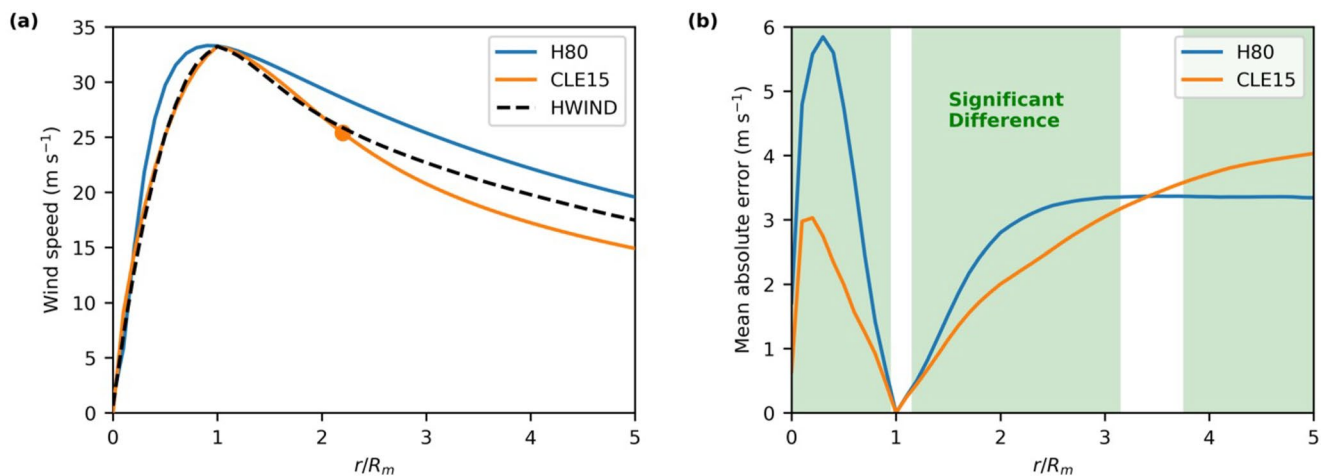 (a)
35
30
25
20
15
10
5
0
Wind speed (m s⁻¹)
H80
CLE15
HWIND
0 1 2 3 4 5
r/Rₘ
(b)
6
5
4
3
2
1
0
Mean absolute error (m s⁻¹)
H80
CLE15
Significant
Difference
0 1 2 3 4 5
r/Rₘ